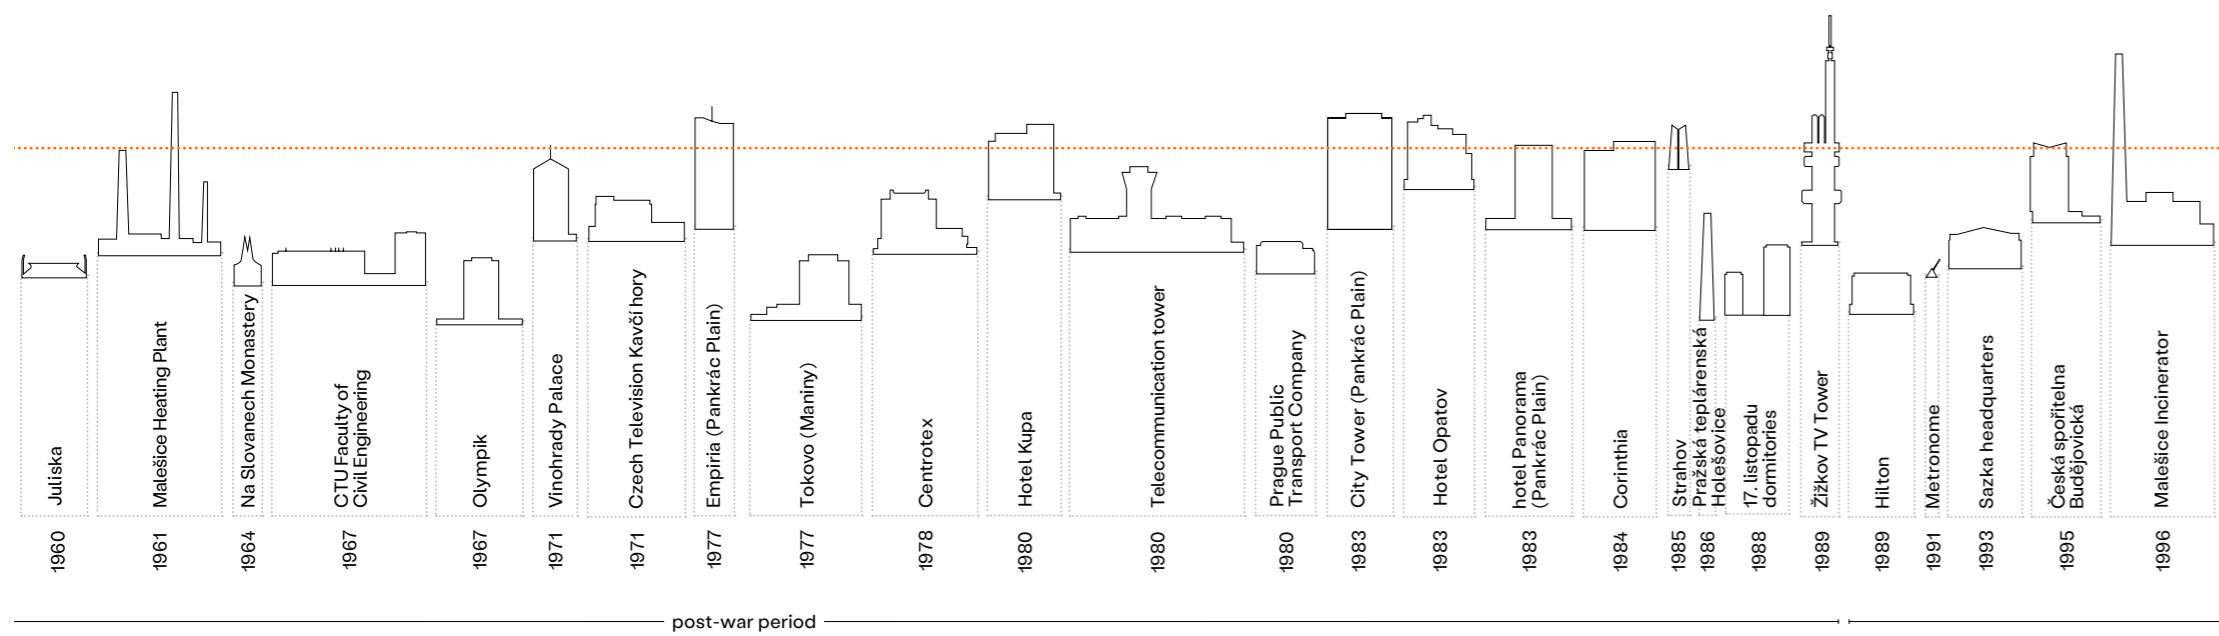 Juliska
Malešice Heating Plant
Na Slovanech Monastery
CTU Faculty of
Civil Engineering
Olympik
Vinohrady Palace
Czech Television Kavčí hory
Empiria (Pankrác Plain)
Tokovo (Maniny)
Centrotex
Hotel Kupa
Telecommunication tower
Prague Public
Transport Company
City Tower (Pankrác Plain)
Hotel Opatov
hotel Panorama
(Pankrác Plain)
Corinthia
Strahov
Pražská teplárenská
Holešovice
17. listopadu
dormitories
Žižkov TV Tower
Hilton
Metronome
Sazka headquarters
Česká spořitelna
Budějovická
Malešice Incinerator
1960
1961
1964
1967
1967
1971
1971
1977
1977
1978
1980
1980
1980
1983
1983
1983
1984
1985
1986
1988
1989
1989
1991
1993
1995
1996
post-war period